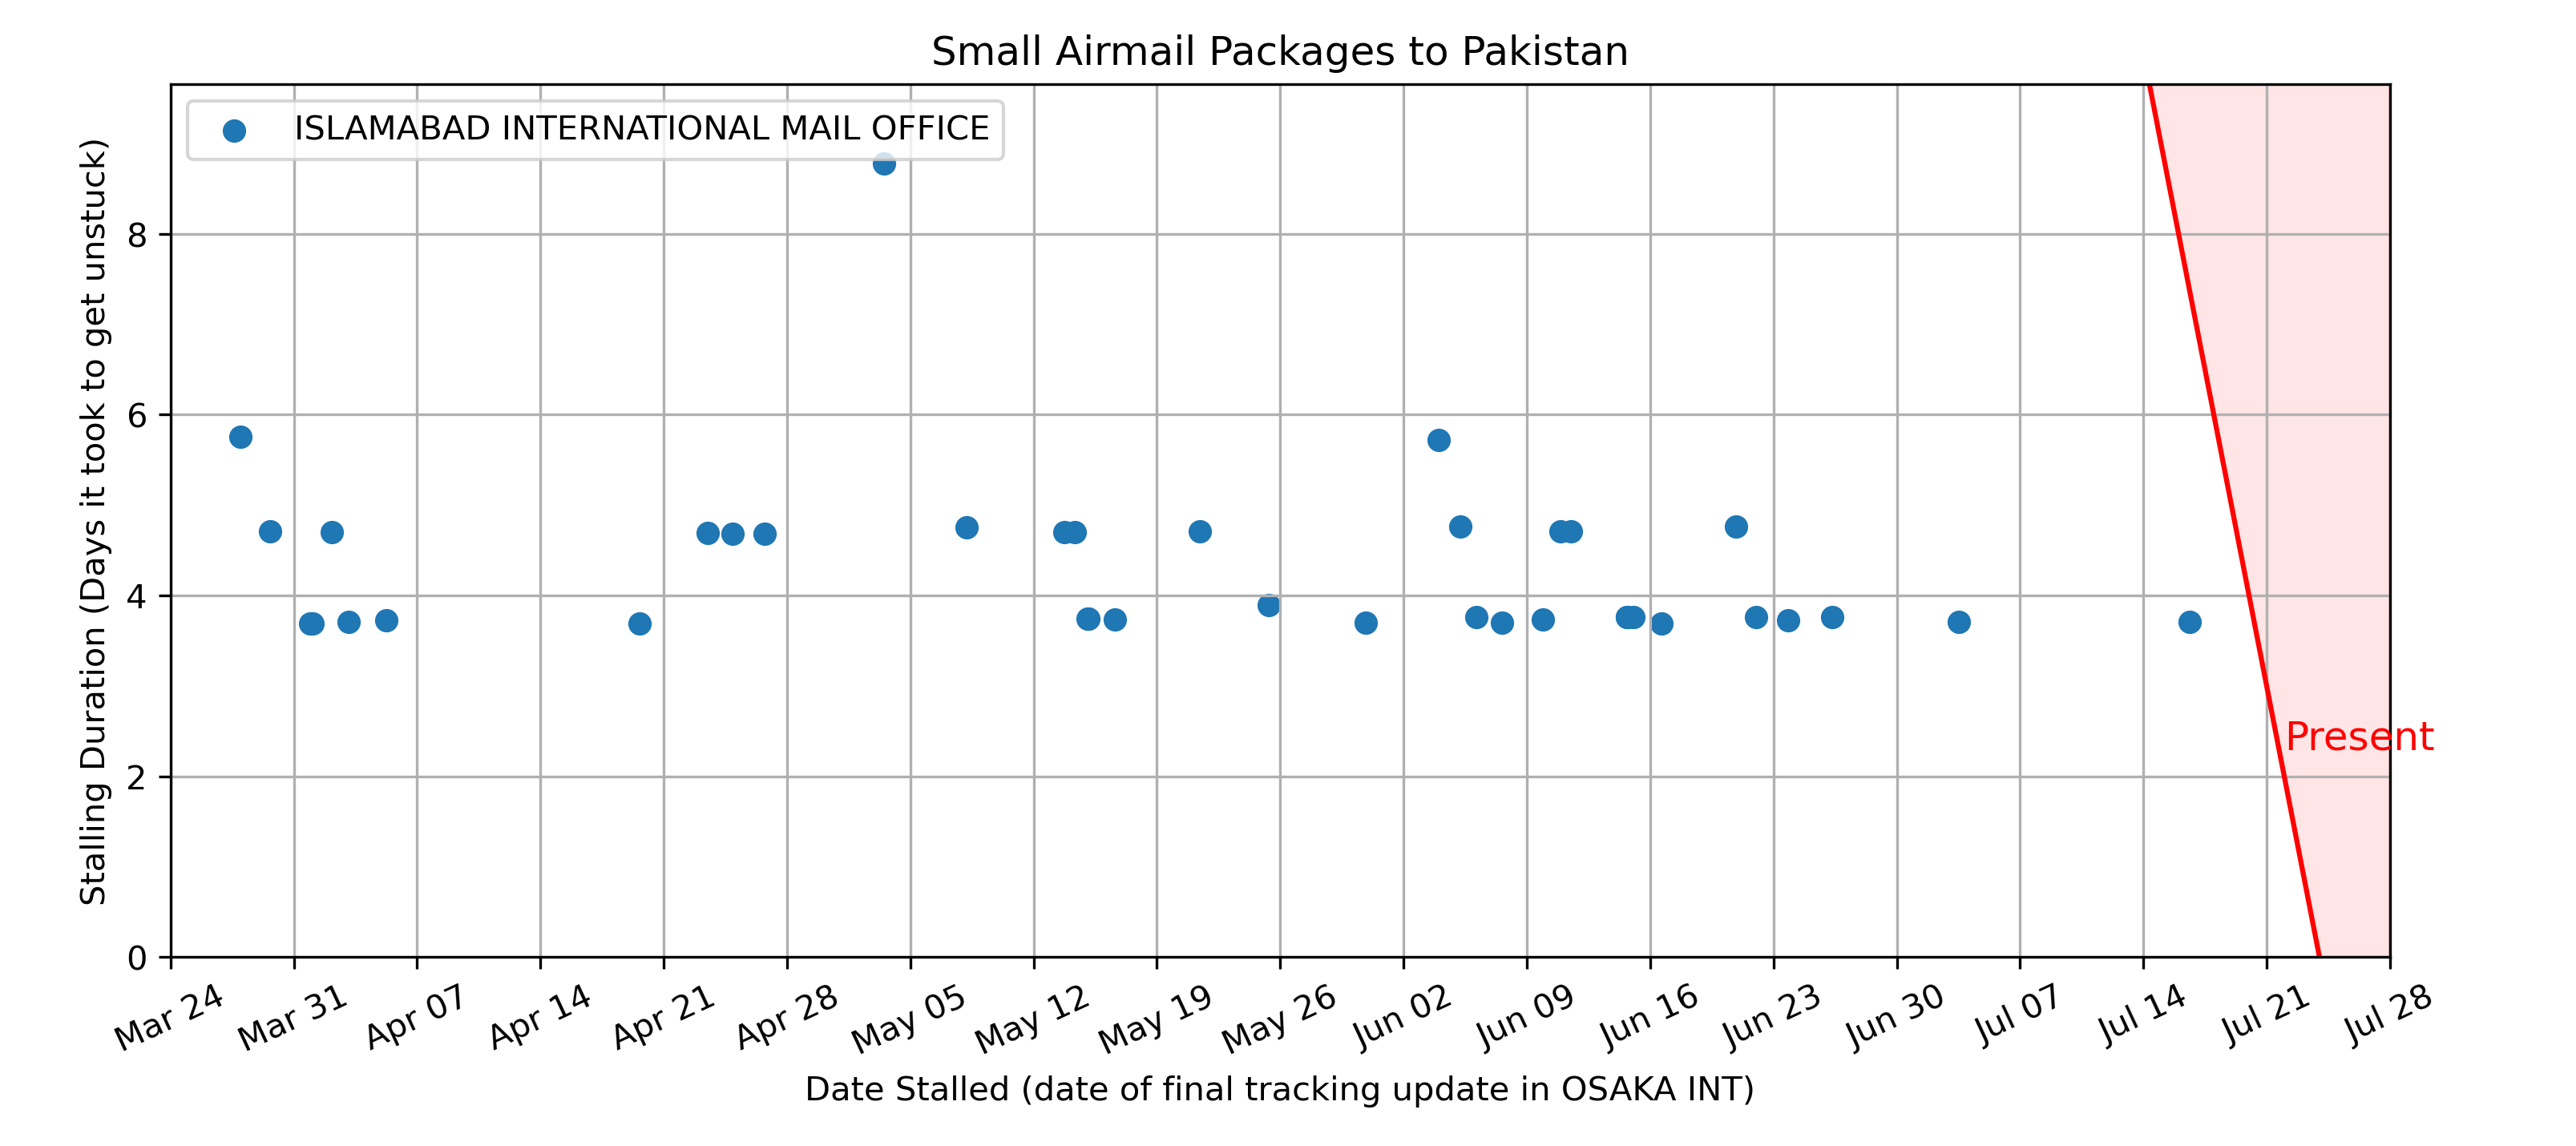 Small Airmail Packages to Pakistan
ISLAMABAD INTERNATIONAL MAIL OFFICE
Stalling Duration (Days it took to get unstuck)
8
6
4
2
0
Present
Mar 24
Mar 31
Apr 07
Apr 14
Apr 21
Apr 28
May 05
May 12
May 19
May 26
Jun 02
Jun 09
Jun 16
Jun 23
Jun 30
Jul 07
Jul 14
Jul 21
Jul 28
Date Stalled (date of final tracking update in OSAKA INT)